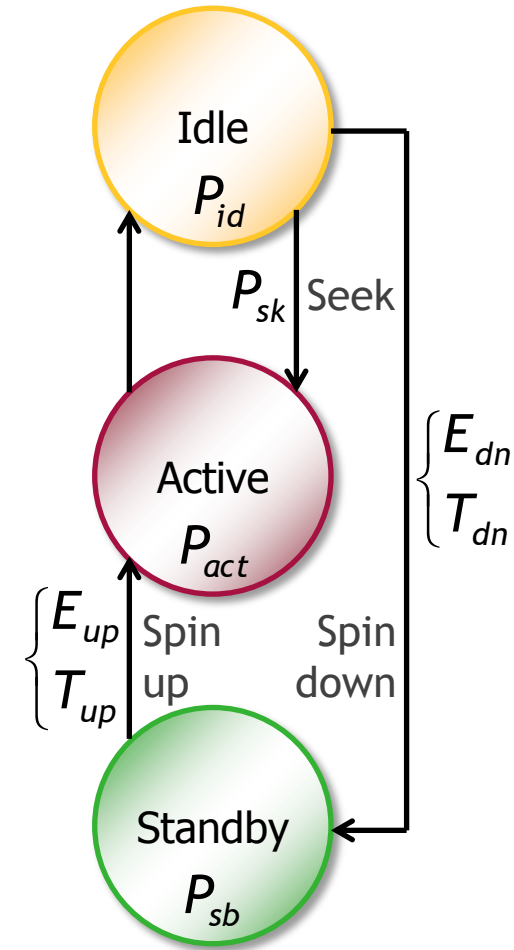 Idle
P_id
P_sk Seek
E_dn
T_dn
Active
P_act
E_up
T_up
Spin
up
Spin
down
Standby
P_sb